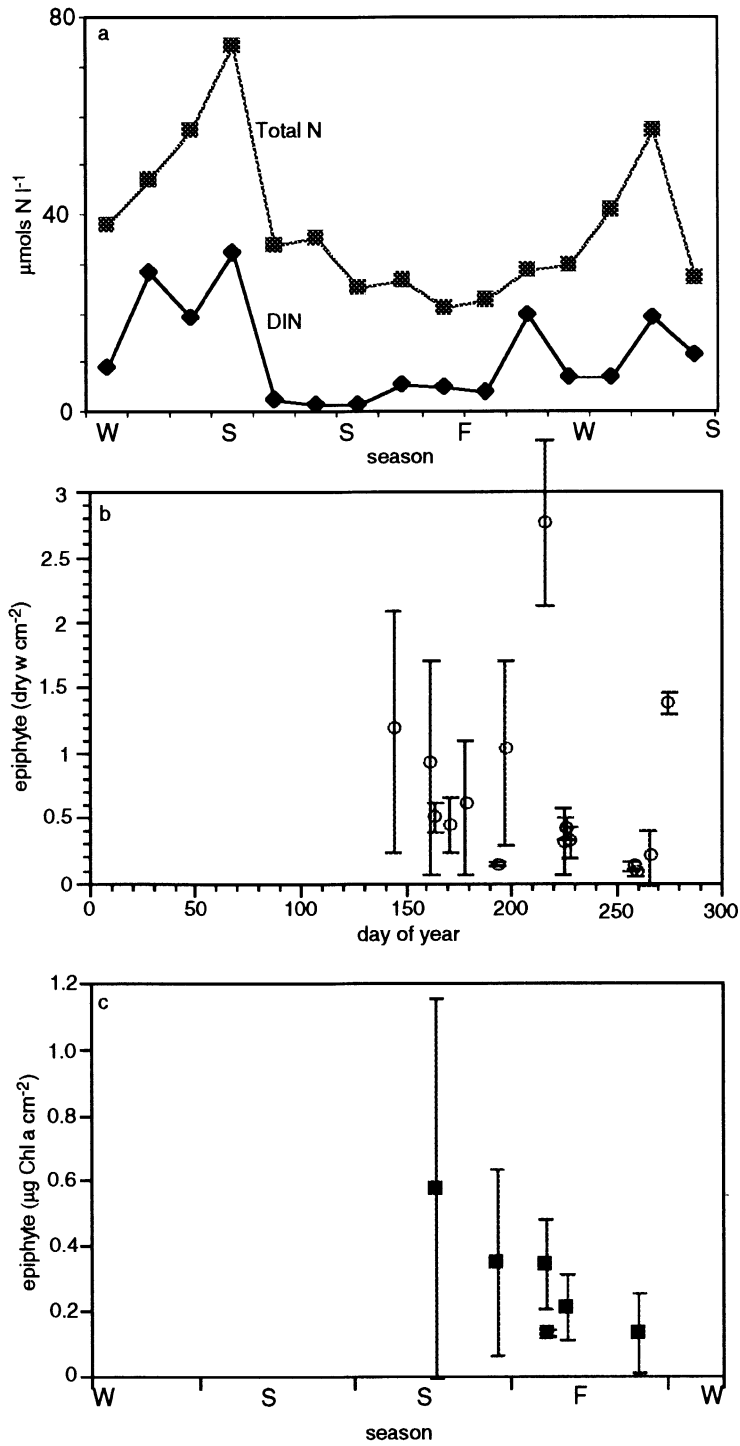 80
a
Total N
40
µmols N l⁻¹
DIN
0
W S S F W S
season
3
b
2.5
2
1.5
1
0.5
0
epiphyte (dry w cm⁻²)
0 50 100 150 200 250 300
day of year
1.2
c
1.0
0.8
0.6
0.4
0.2
0
epiphyte (µg Chl a cm⁻²)
W S S F W
season